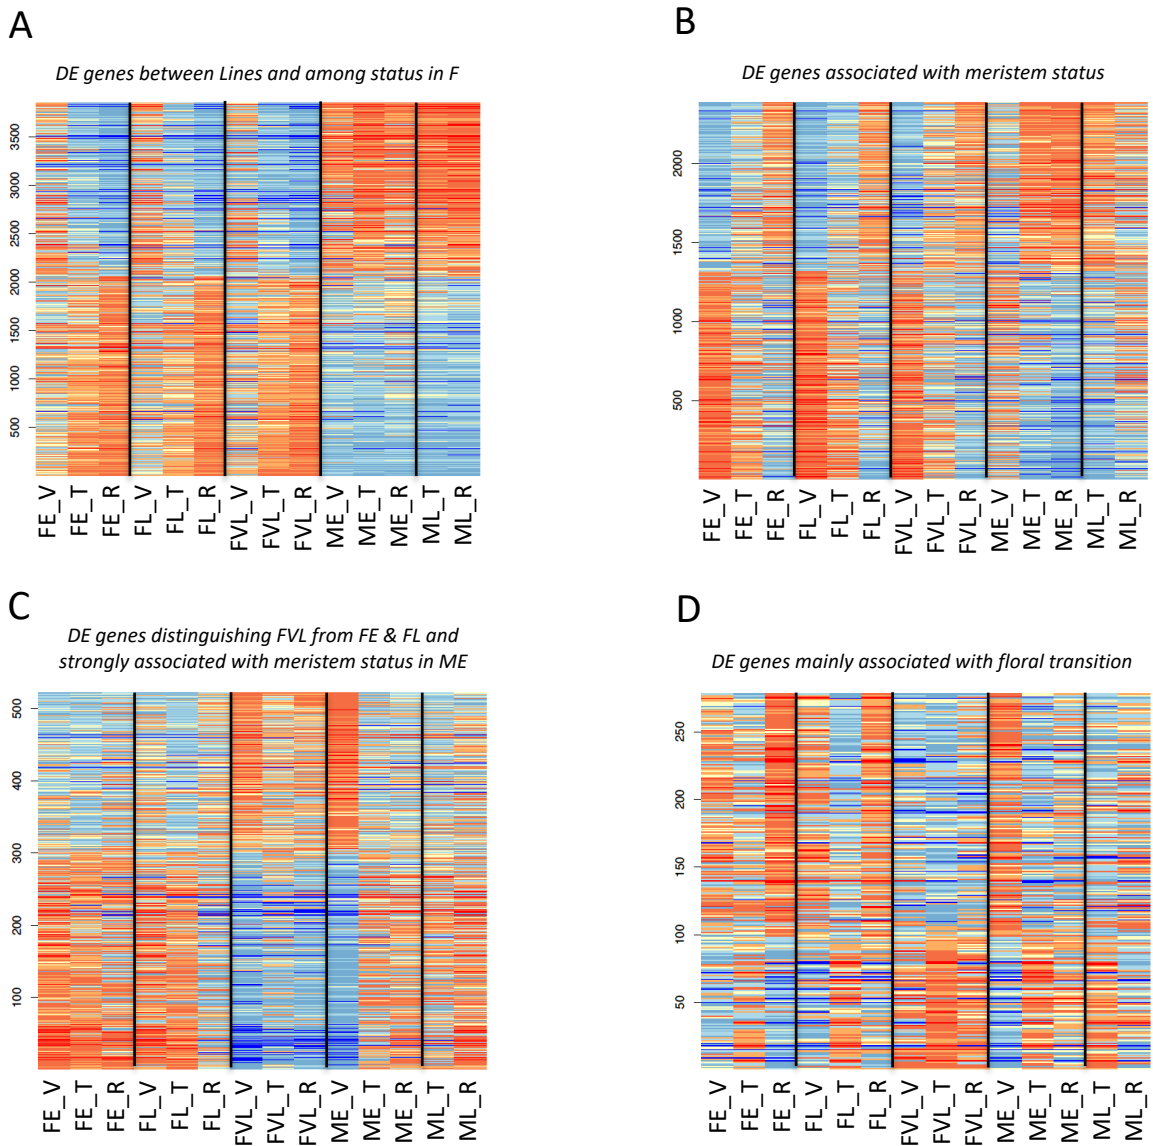 A
DE genes between Lines and among status in F
3500
3000
2500
2000
1500
1000
500
FE_V FE_T FE_R FL_V FL_T FL_R FVL_V FVL_T FVL_R ME_V ME_T ME_R ML_T ML_R
B
DE genes associated with meristem status
2000
1500
1000
500
FE_V FE_T FE_R FL_V FL_T FL_R FVL_V FVL_T FVL_R ME_V ME_T ME_R ML_T ML_R
C
DE genes distinguishing FVL from FE & FL and
strongly associated with meristem status in ME
500
400
300
200
100
FE_V FE_T FE_R FL_V FL_T FL_R FVL_V FVL_T FVL_R ME_V ME_T ME_R ML_T ML_R
D
DE genes mainly associated with floral transition
250
200
150
100
50
FE_V FE_T FE_R FL_V FL_T FL_R FVL_V FVL_T FVL_R ME_V ME_T ME_R ML_T ML_R